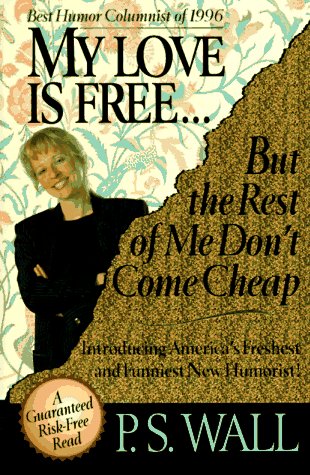 Best Humor Columnist of 1996
MY LOVE
IS FREE...
But
the Rest
of Me Don't
Come Cheap
Introducing America's Freshest
and Funniest New Humorist!
A
Guaranteed
Risk-Free
Read
P. S. WALL